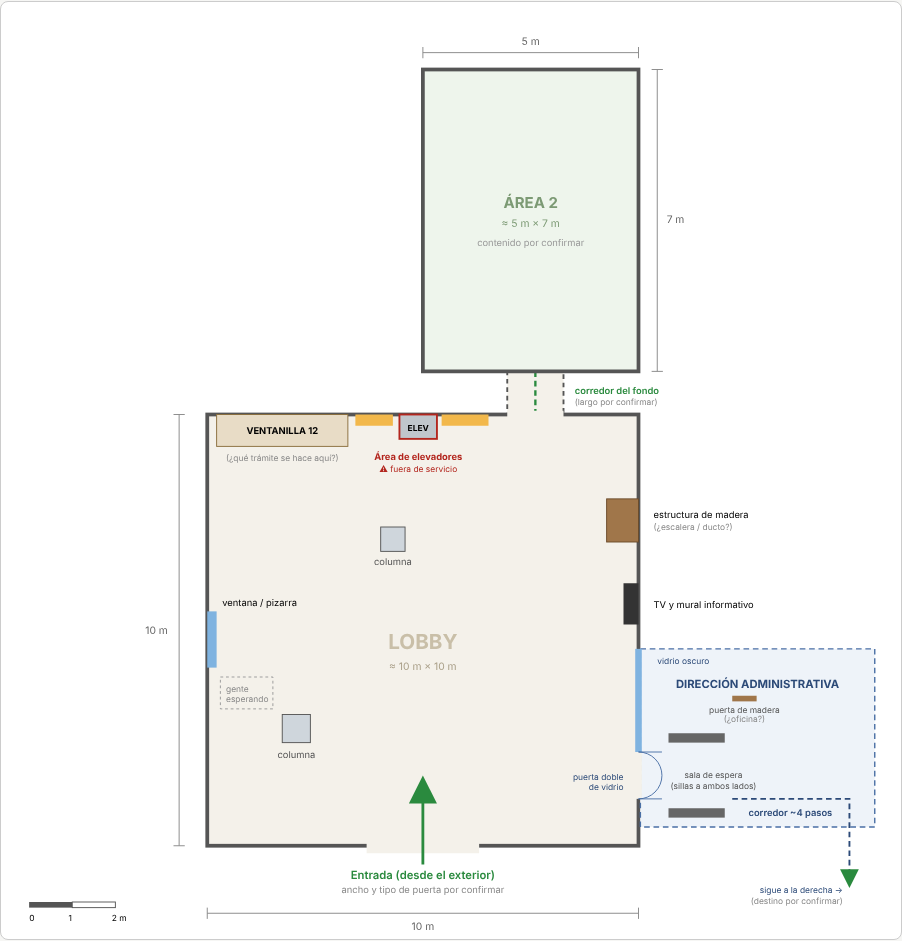 5 m
ÁREA 2
≈ 5 m × 7 m
contenido por confirmar
7 m
corredor del fondo
(largo por confirmar)
VENTANILLA 12
ELEV
(¿qué trámite se hace aquí?)
Área de elevadores
⚠ fuera de servicio
estructura de madera
(¿escalera / ducto?)
columna
ventana / pizarra
TV y mural informativo
10 m
LOBBY
≈ 10 m × 10 m
vidrio oscuro
DIRECCIÓN ADMINISTRATIVA
gente
esperando
puerta de madera
(¿oficina?)
columna
puerta doble
de vidrio
sala de espera
(sillas a ambos lados)
corredor ~4 pasos
Entrada (desde el exterior)
ancho y tipo de puerta por confirmar
sigue a la derecha →
(destino por confirmar)
0 1 2 m
10 m